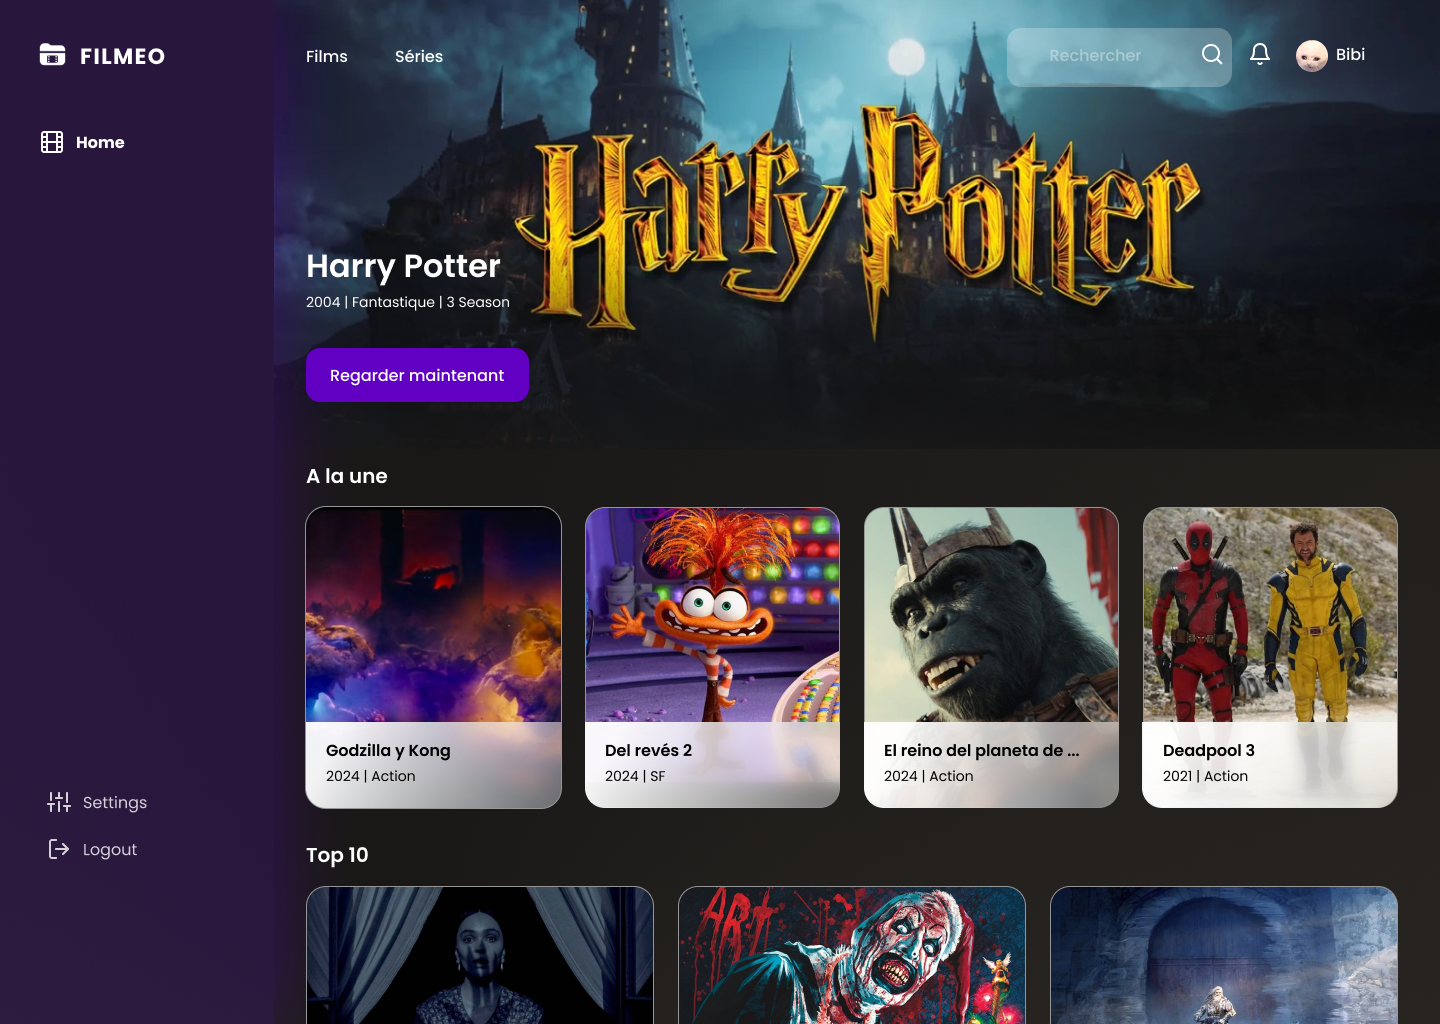 FILMEO
Films
Séries
Rechercher
Bibi
Home
Harry Potter
Harry Potter
2004 | Fantastique | 3 Season
Regarder maintenant
A la une
Godzilla y Kong
2024 | Action
Del revés 2
2024 | SF
El reino del planeta de ...
2024 | Action
Deadpool 3
2021 | Action
Settings
Logout
Top 10
ART